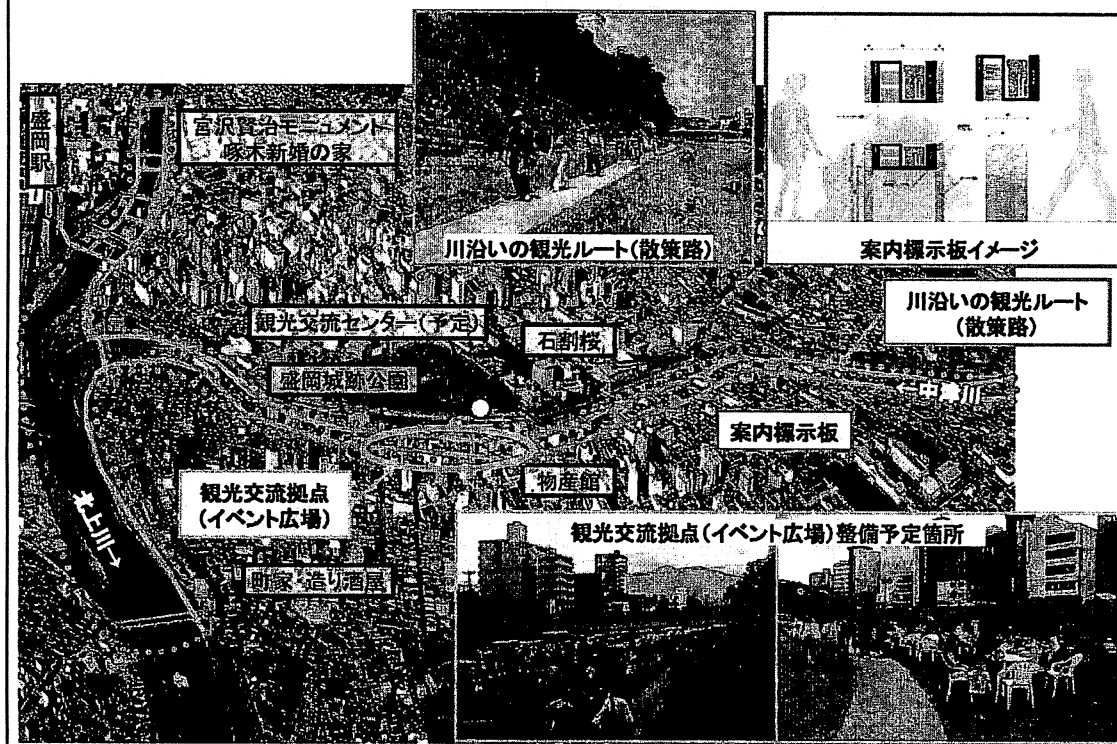 盛岡駅
宮沢賢治モニュメント
啄木新婚の家
川沿いの観光ルート(散策路)
案内標示板イメージ
川沿いの観光ルート
(散策路)
観光交流センター(予定)
石割桜
盛岡城跡公園
←中津川
案内標示板
観光交流拠点
(イベント広場)
物産館
北上川→
観光交流拠点(イベント広場)整備予定箇所
町家・造り酒屋